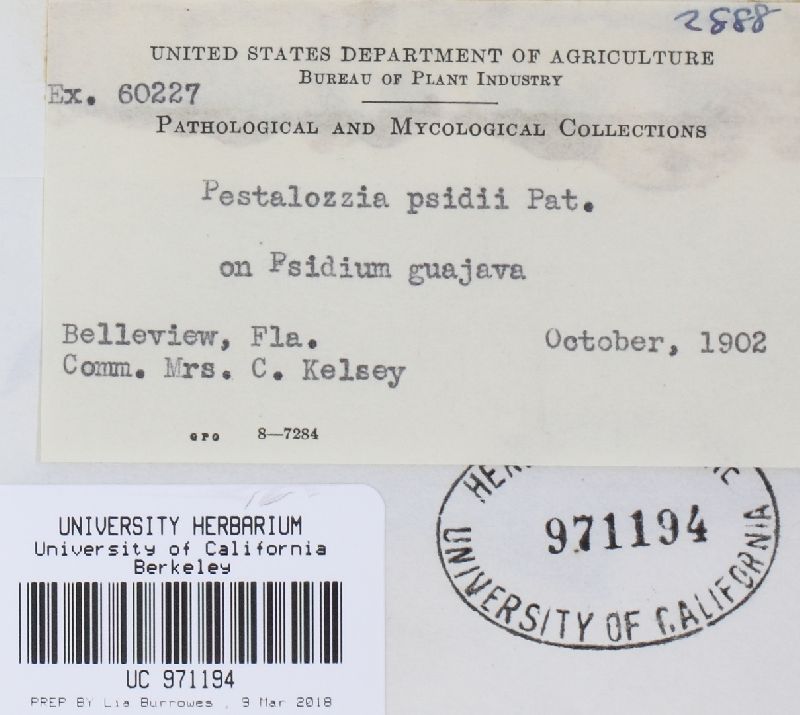 2888
UNITED STATES DEPARTMENT OF AGRICULTURE
BUREAU OF PLANT INDUSTRY
Ex. 60227
PATHOLOGICAL AND MYCOLOGICAL COLLECTIONS
Pestalozzia psidii Pat.
on Psidium guajava
Belleview, Fla.
October, 1902
Comm. Mrs. C. Kelsey
GPO 8—7284
971194
UNIVERSITY OF CALIFORNIA
UNIVERSITY HERBARIUM
University of California
Berkeley
UC 971194
PREP BY Lia Burrowes , 9 Mar 2018